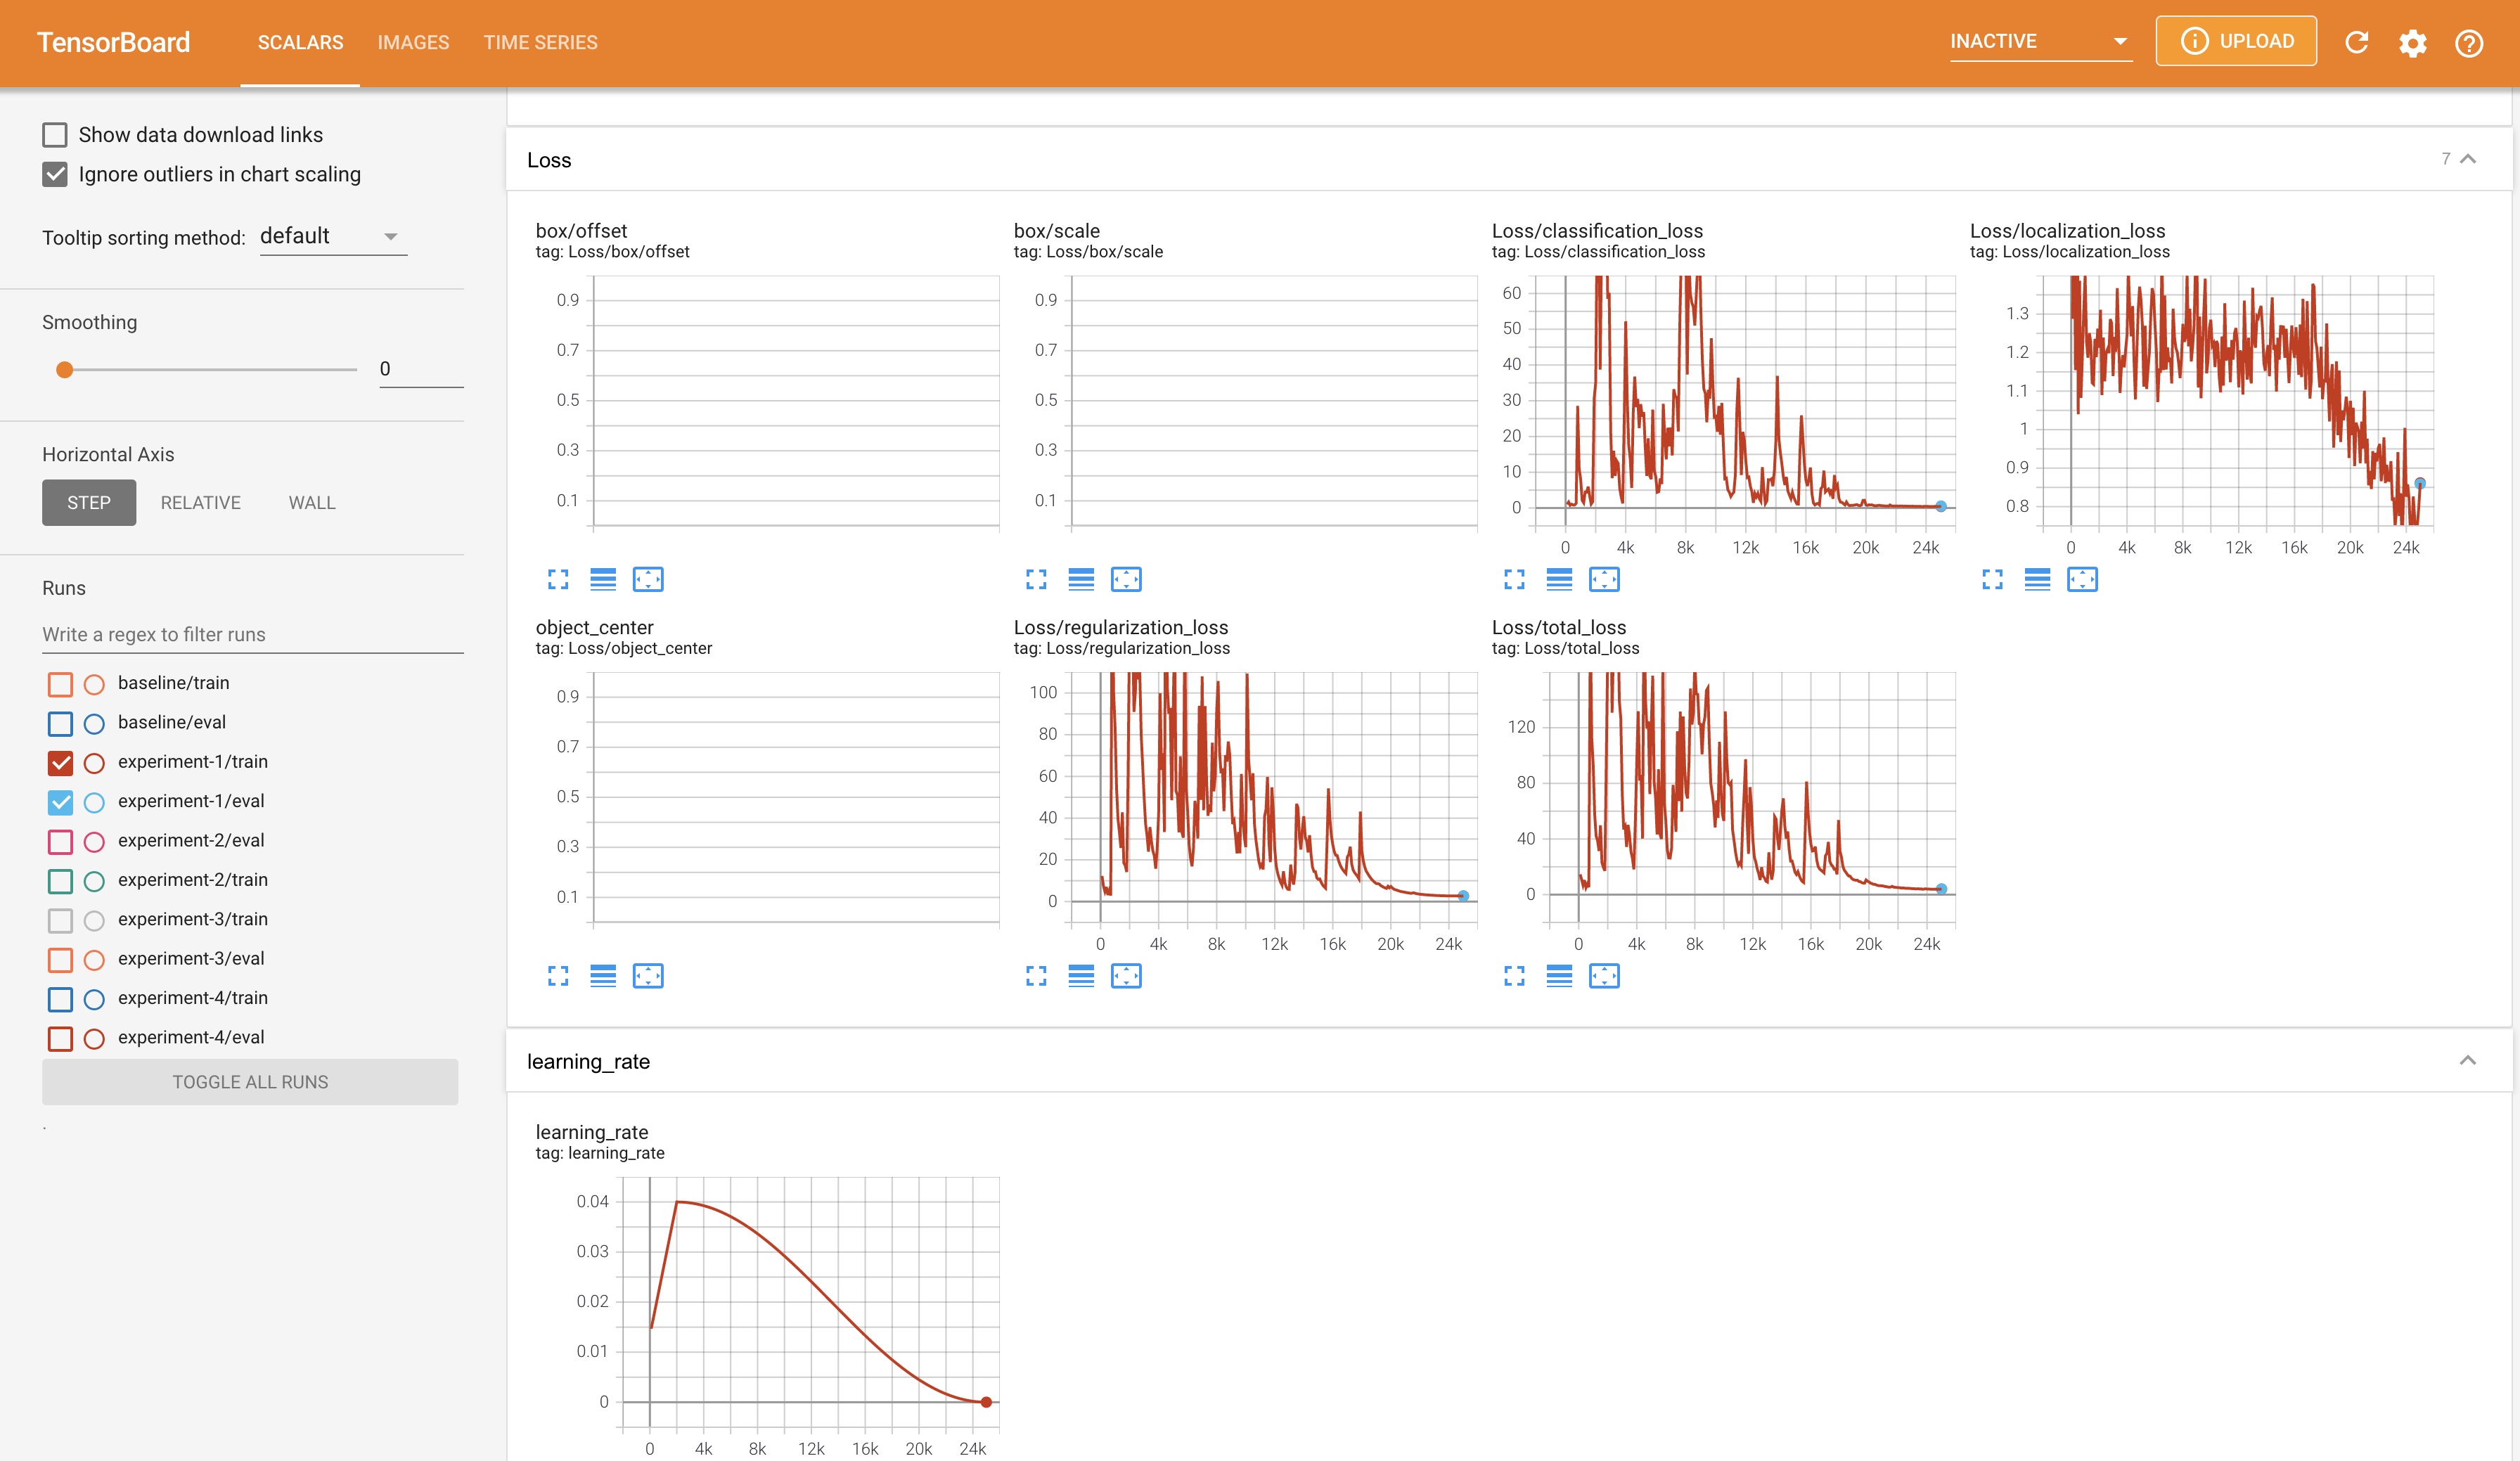 TensorBoard
SCALARS IMAGES TIME SERIES
INACTIVE
UPLOAD
Show data download links
Ignore outliers in chart scaling
Tooltip sorting method: default
Smoothing
0
Horizontal Axis
STEP RELATIVE WALL
Runs
Write a regex to filter runs
baseline/train
baseline/eval
experiment-1/train
experiment-1/eval
experiment-2/eval
experiment-2/train
experiment-3/train
experiment-3/eval
experiment-4/train
experiment-4/eval
TOGGLE ALL RUNS
.
Loss
7
box/offset
tag: Loss/box/offset
0.9
0.7
0.5
0.3
0.1
box/scale
tag: Loss/box/scale
0.9
0.7
0.5
0.3
0.1
Loss/classification_loss
tag: Loss/classification_loss
60
50
40
30
20
10
0
0 4k 8k 12k 16k 20k 24k
Loss/localization_loss
tag: Loss/localization_loss
1.3
1.2
1.1
1
0.9
0.8
0 4k 8k 12k 16k 20k 24k
object_center
tag: Loss/object_center
0.9
0.7
0.5
0.3
0.1
Loss/regularization_loss
tag: Loss/regularization_loss
100
80
60
40
20
0
0 4k 8k 12k 16k 20k 24k
Loss/total_loss
tag: Loss/total_loss
120
80
40
0
0 4k 8k 12k 16k 20k 24k
learning_rate
learning_rate
tag: learning_rate
0.04
0.03
0.02
0.01
0
0 4k 8k 12k 16k 20k 24k